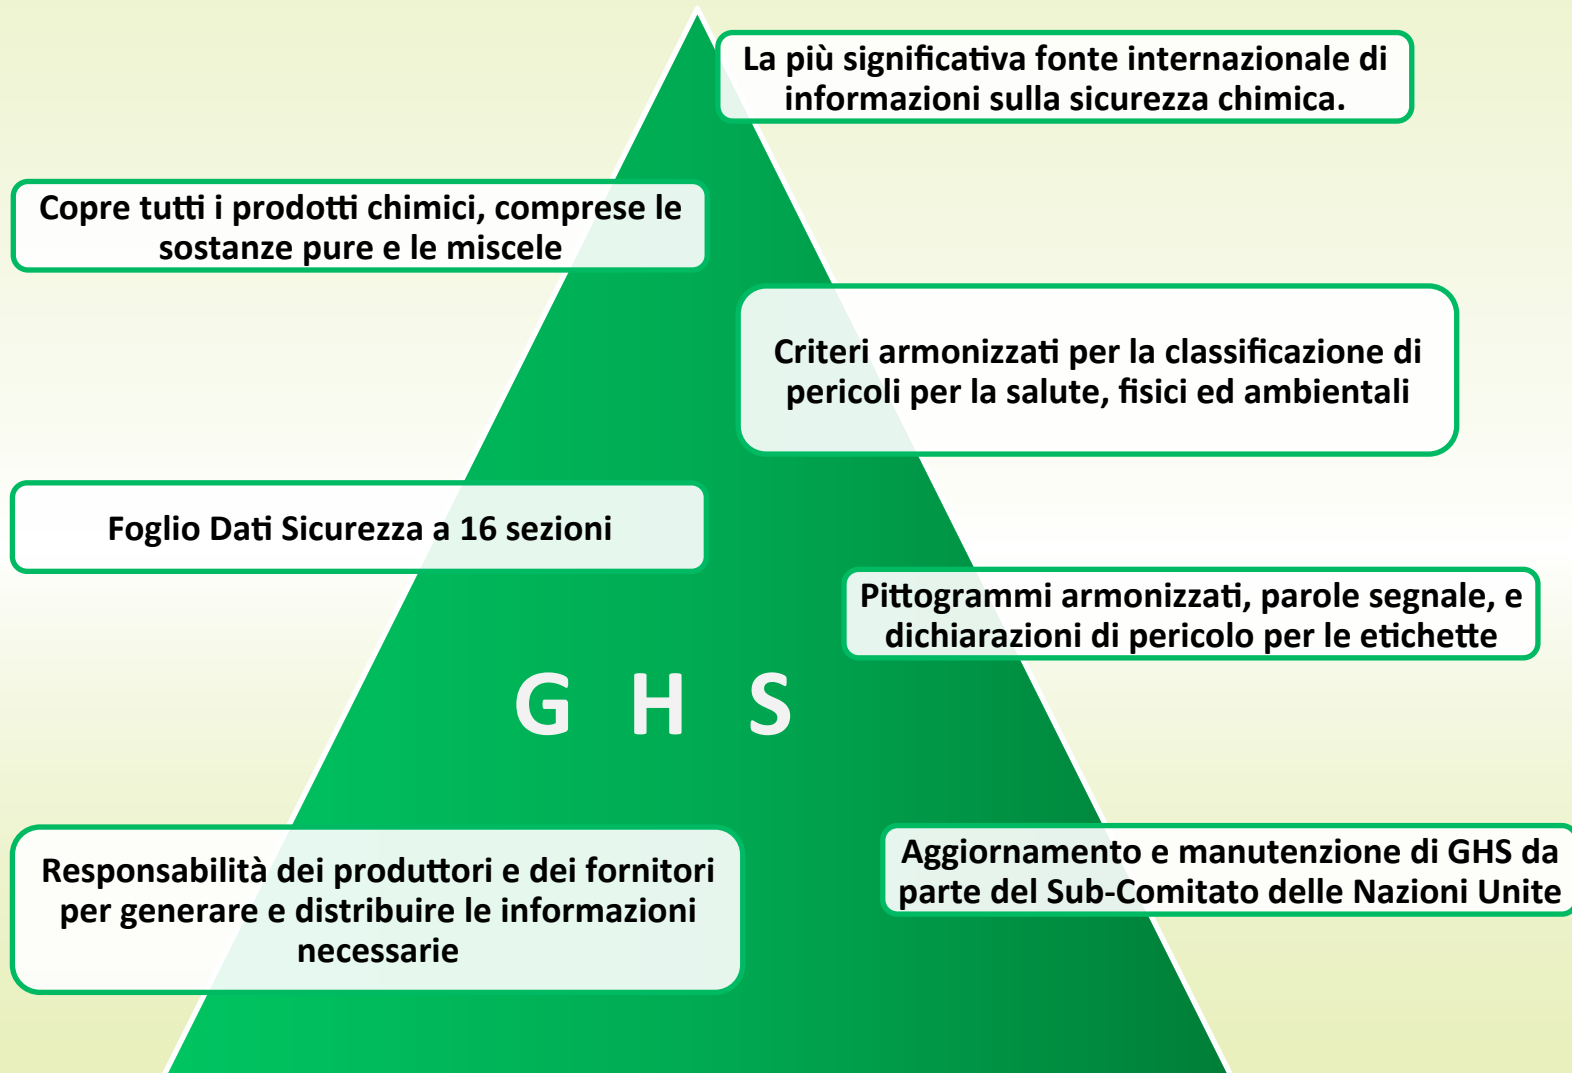 La più significativa fonte internazionale di
informazioni sulla sicurezza chimica.
Copre tutti i prodotti chimici, comprese le
sostanze pure e le miscele
Criteri armonizzati per la classificazione di
pericoli per la salute, fisici ed ambientali
Foglio Dati Sicurezza a 16 sezioni
Pittogrammi armonizzati, parole segnale, e
dichiarazioni di pericolo per le etichette
G H S
Responsabilità dei produttori e dei fornitori
per generare e distribuire le informazioni
necessarie
Aggiornamento e manutenzione di GHS da
parte del Sub-Comitato delle Nazioni Unite